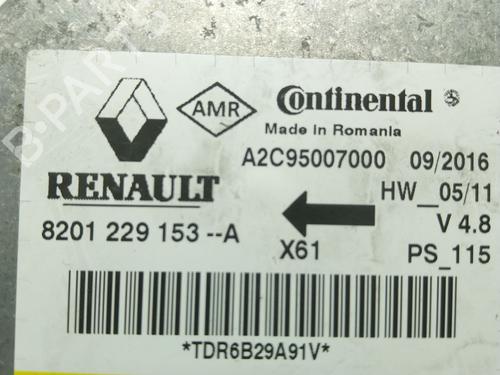 AMR
Continental
Made in Romania
A2C95007000 09/2016
RENAULT
HW__05/11
V 4.8
8201 229 153 --A
X61
PS_115
*TDR6B29A91V*
B-PARTS